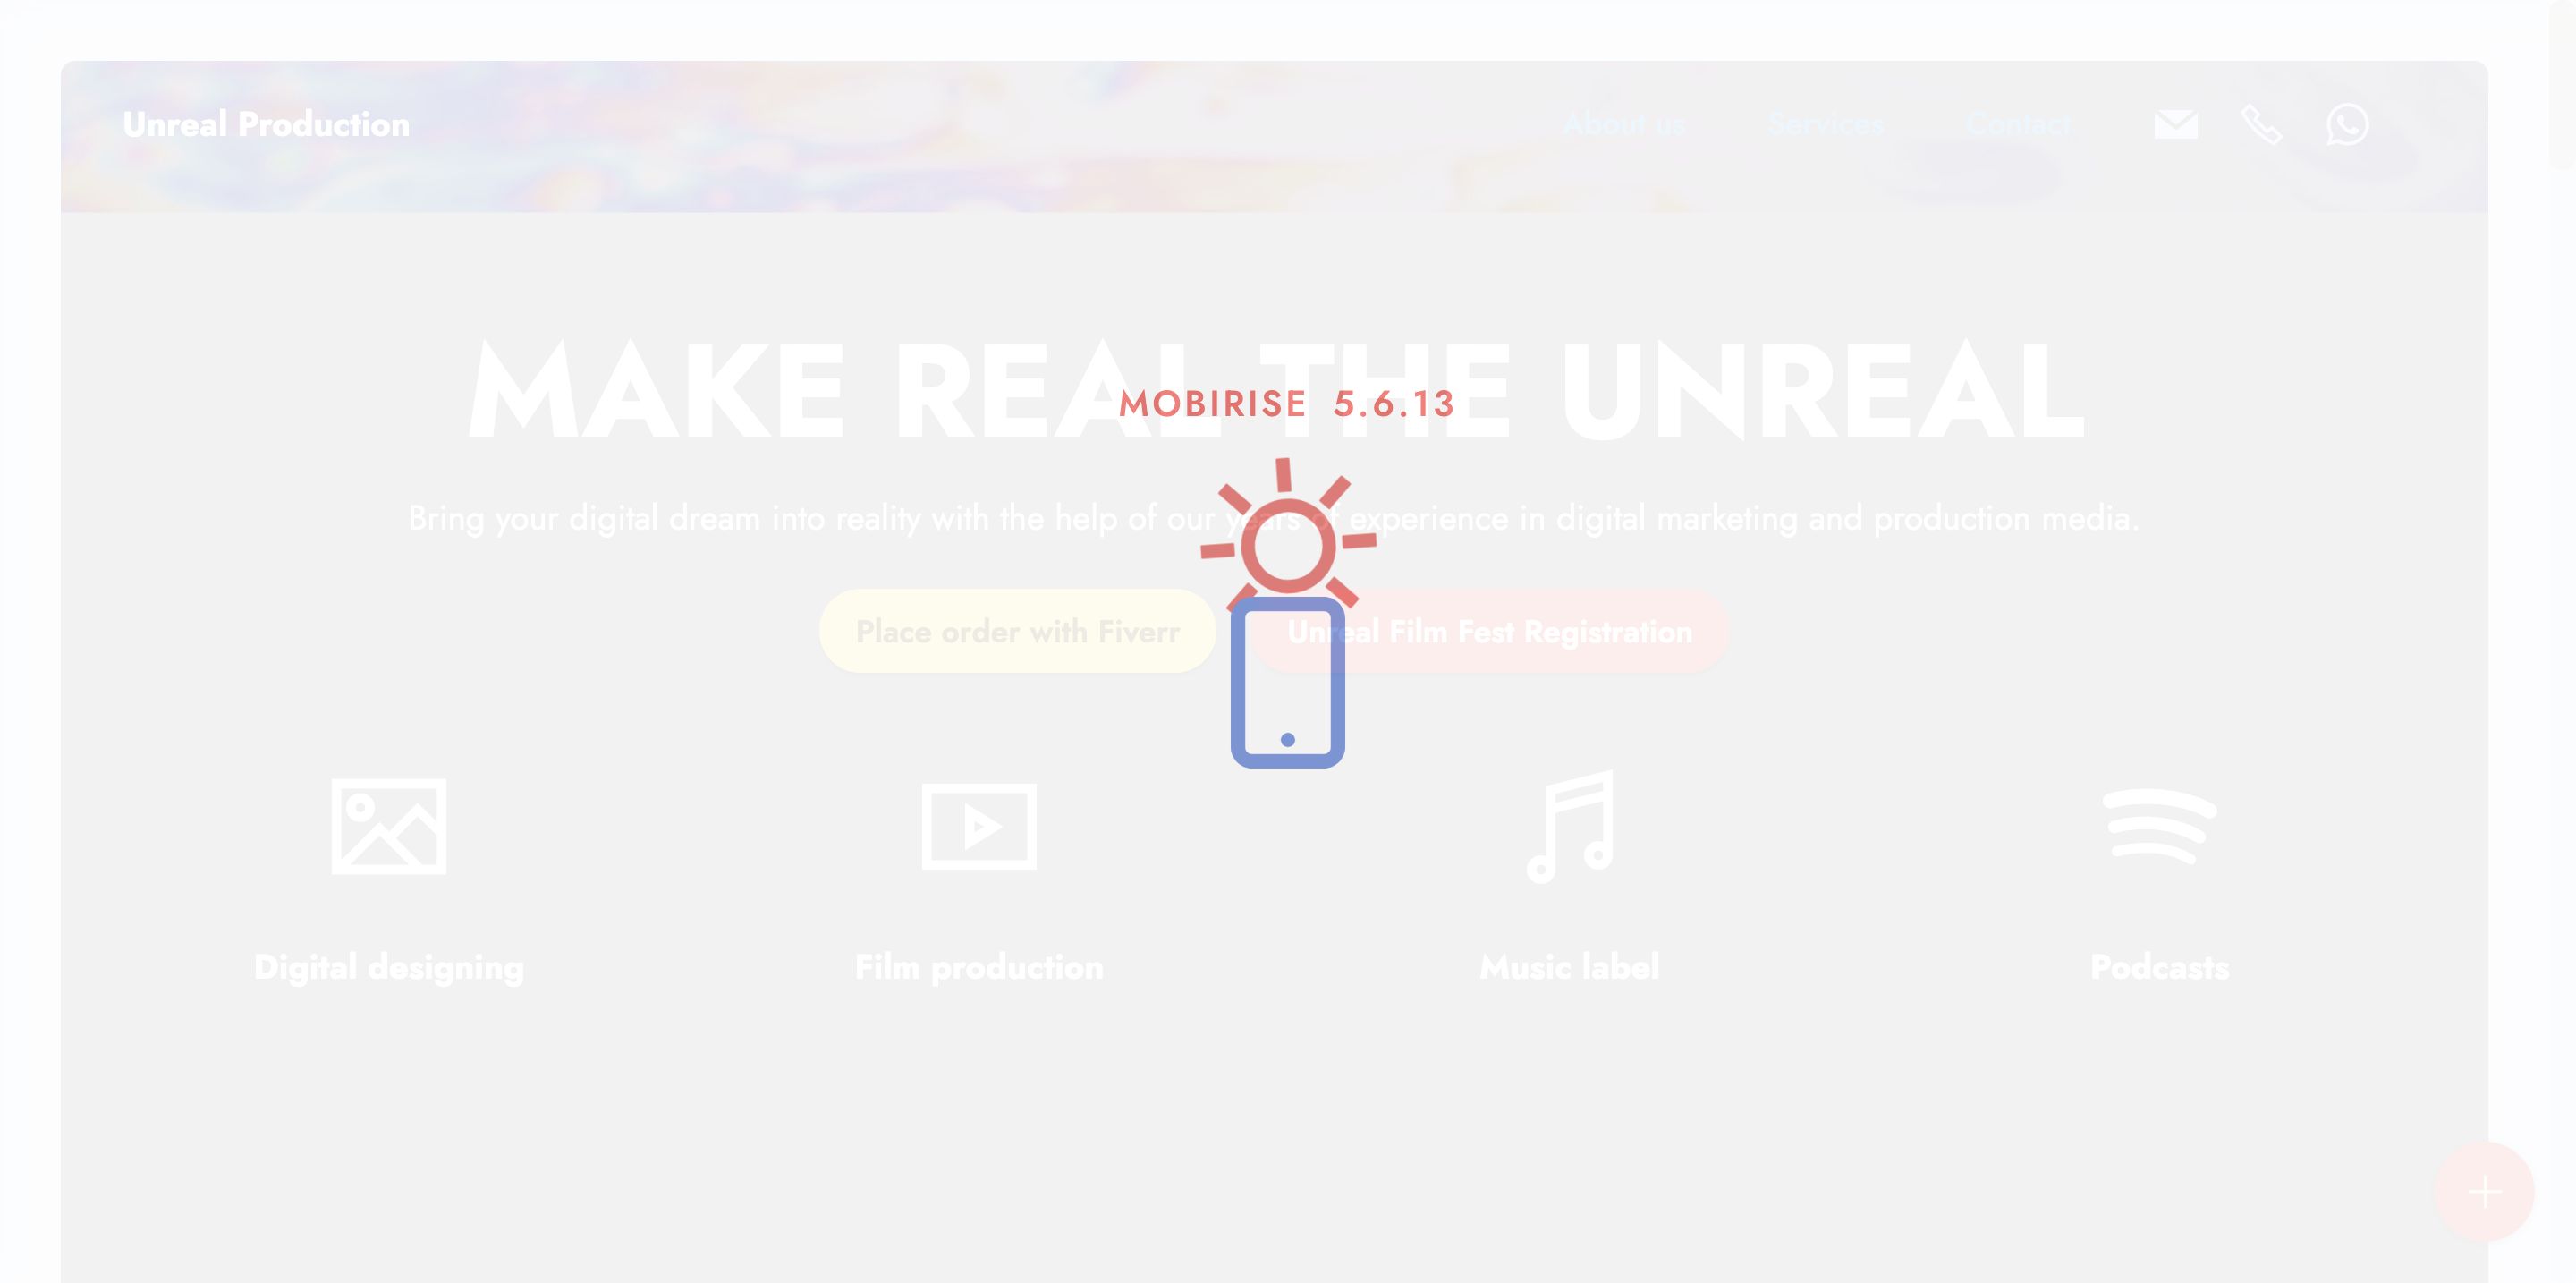 Unreal Production
About us Services Contact
MAKE REAL THE UNREAL
MOBIRISE 5.6.13
Bring your digital dream into reality with the help of our years of experience in digital marketing and production media.
Place order with Fiverr
Unreal Film Fest Registration
Digital designing
Film production
Music label
Podcasts